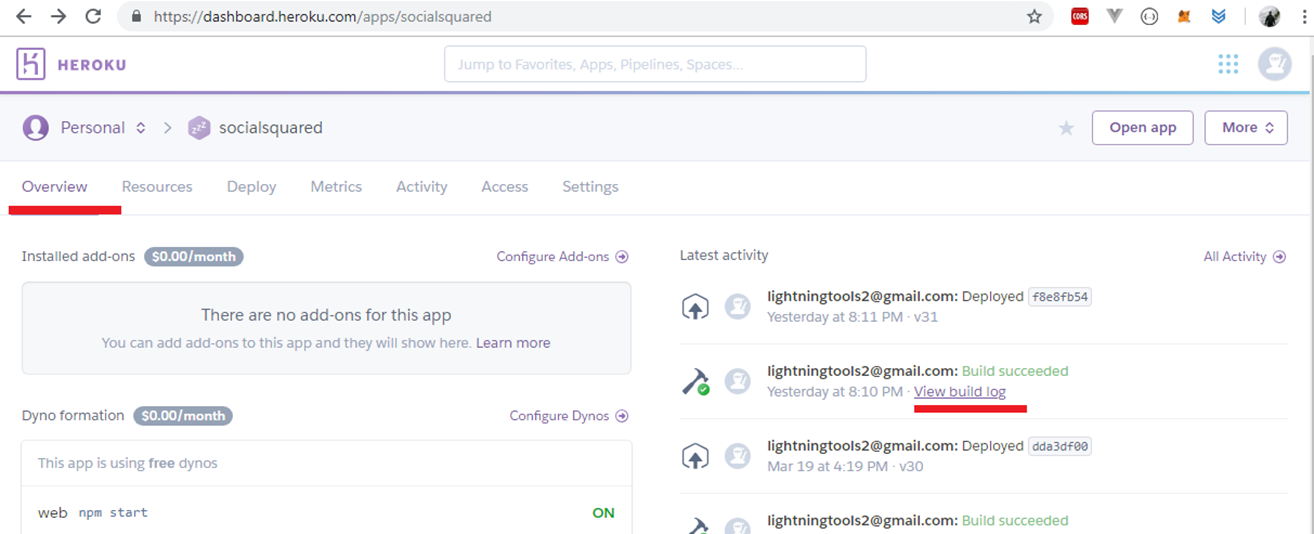 https://dashboard.heroku.com/apps/socialsquared
CORS
HEROKU
Jump to Favorites, Apps, Pipelines, Spaces...
Personal
socialsquared
Open app
More
Overview Resources Deploy Metrics Activity Access Settings
Installed add-ons $0.00/month
Configure Add-ons
There are no add-ons for this app
You can add add-ons to this app and they will show here. Learn more
Dyno formation $0.00/month
Configure Dynos
This app is using free dynos
web npm start ON
Latest activity
All Activity
lightningtools2@gmail.com: Deployed f8e8fb54
Yesterday at 8:11 PM · v31
lightningtools2@gmail.com: Build succeeded
Yesterday at 8:10 PM · View build log
lightningtools2@gmail.com: Deployed dda3df00
Mar 19 at 4:19 PM · v30
lightningtools2@gmail.com: Build succeeded